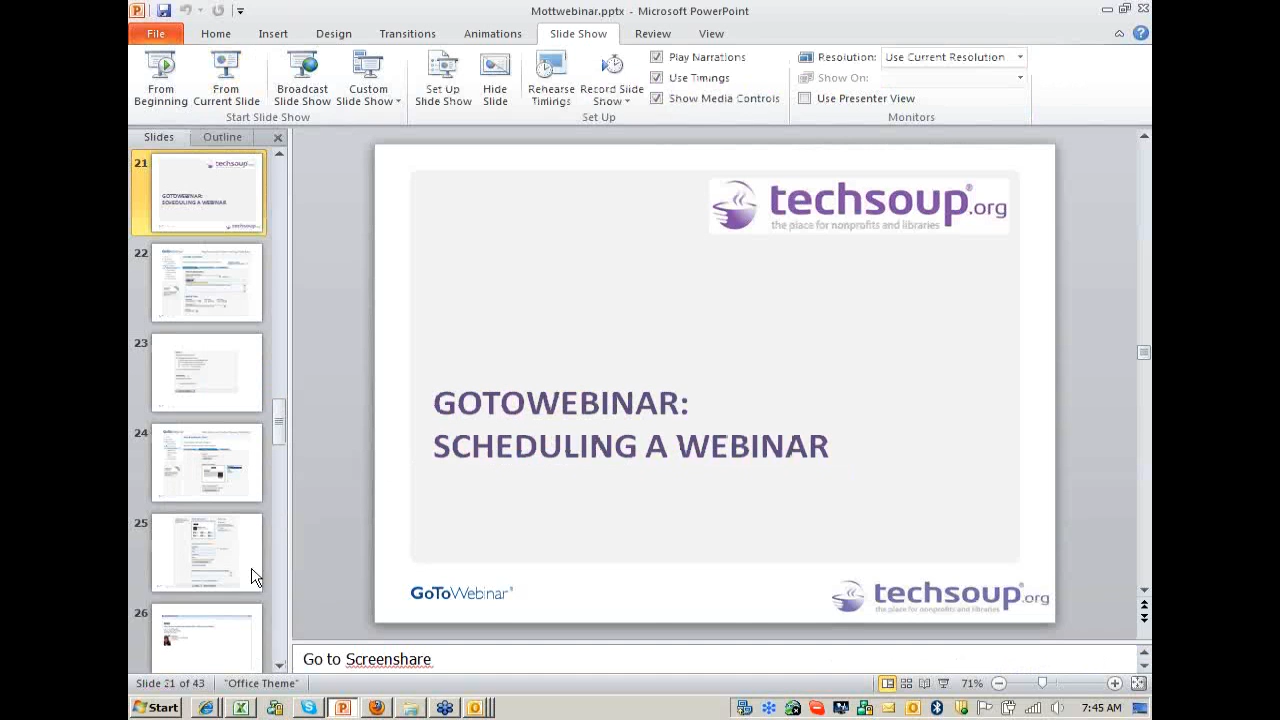 Mottwebinar.pptx - Microsoft PowerPoint
File Home Insert Design Transitions Animations Slide Show Review View
From Beginning
From Current Slide
Broadcast Slide Show
Custom Slide Show
Set Up Slide Show
Hide Slide
Rehearse Timings
Record Slide Show
Play Narrations
Use Timings
Show Media Controls
Resolution: Use Current Resolution
Show On:
Use Presenter View
Start Slide Show
Set Up
Monitors
Slides Outline
21
techsoup
GOTOWEBINAR:
SCHEDULING A WEBINAR
techsoup
22
23
24
25
26
techsoup®.org
the place for nonprofits and libraries
GOTOWEBINAR:
SCHEDULING A WEBINAR
GoToWebinar®
techsoup.org
the place for nonprofits and libraries
Go to Screenshare
Slide 21 of 43 "Office Theme" 71%
Start 7:45 AM